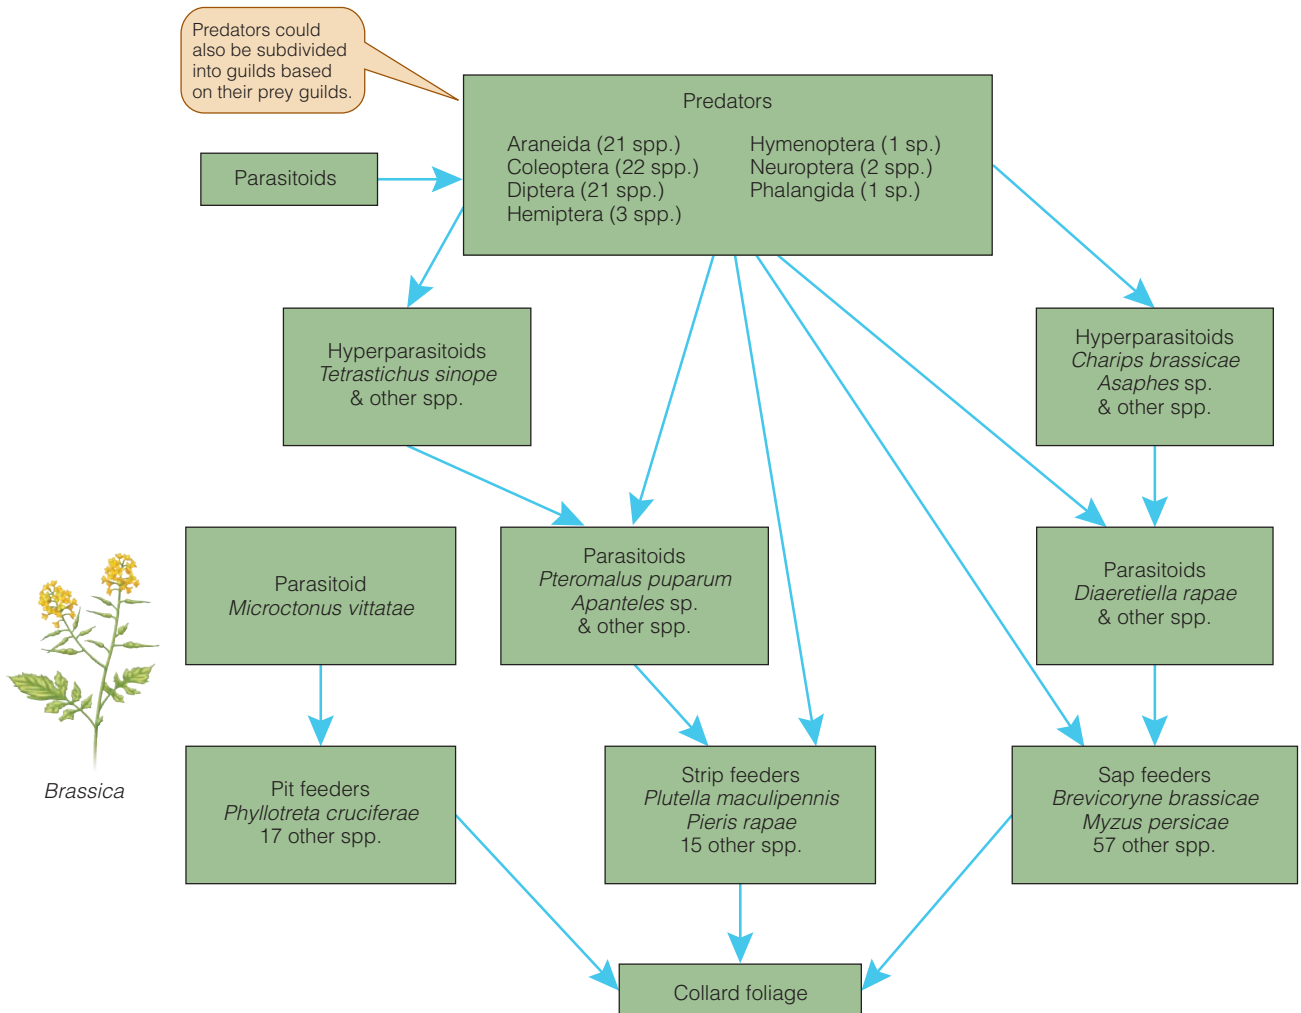 Predators could
also be subdivided
into guilds based
on their prey guilds.
Predators
Araneida (21 spp.)
Coleoptera (22 spp.)
Diptera (21 spp.)
Hemiptera (3 spp.)
Hymenoptera (1 sp.)
Neuroptera (2 spp.)
Phalangida (1 sp.)
Parasitoids
Hyperparasitoids
Tetrastichus sinope
& other spp.
Hyperparasitoids
Charips brassicae
Asaphes sp.
& other spp.
Parasitoid
Microctonus vittatae
Parasitoids
Pteromalus puparum
Apanteles sp.
& other spp.
Parasitoids
Diaeretiella rapae
& other spp.
Brassica
Pit feeders
Phyllotreta cruciferae
17 other spp.
Strip feeders
Plutella maculipennis
Pieris rapae
15 other spp.
Sap feeders
Brevicoryne brassicae
Myzus persicae
57 other spp.
Collard foliage